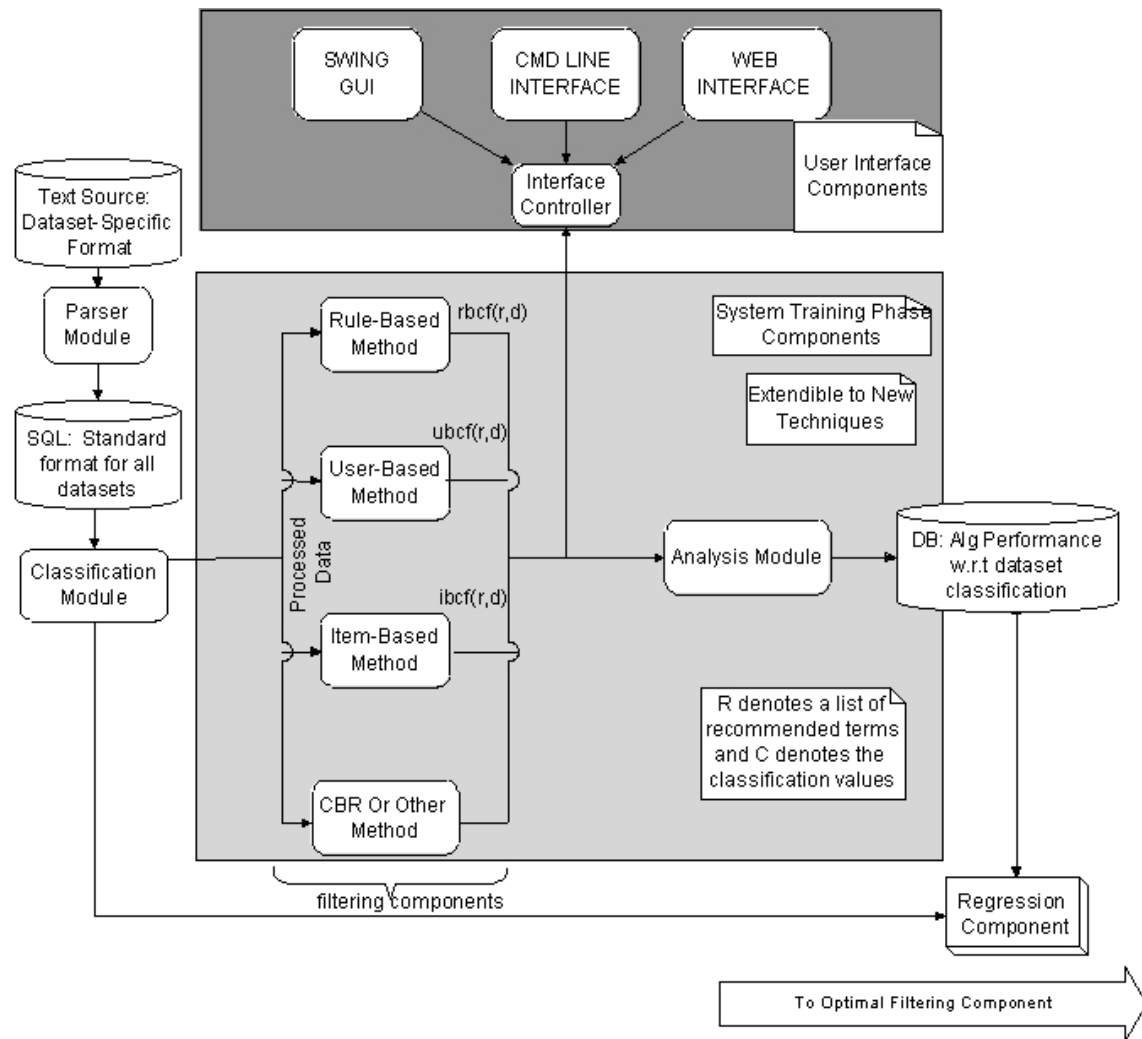 SWING
GUI
CMD LINE
INTERFACE
WEB
INTERFACE
User Interface
Components
Interface
Controller
Text Source:
Dataset-Specific
Format
Parser
Module
SQL: Standard
format for all
datasets
Classification
Module
Processed
Data
Rule-Based
Method
rbcf(r,d)
User-Based
Method
ubcf(r,d)
Item-Based
Method
ibcf(r,d)
CBR Or Other
Method
filtering components
System Training Phase
Components
Extendible to New
Techniques
Analysis Module
DB: Alg Performance
w.r.t dataset
classification
R denotes a list of
recommended terms
and C denotes the
classification values
Regression
Component
To Optimal Filtering Component